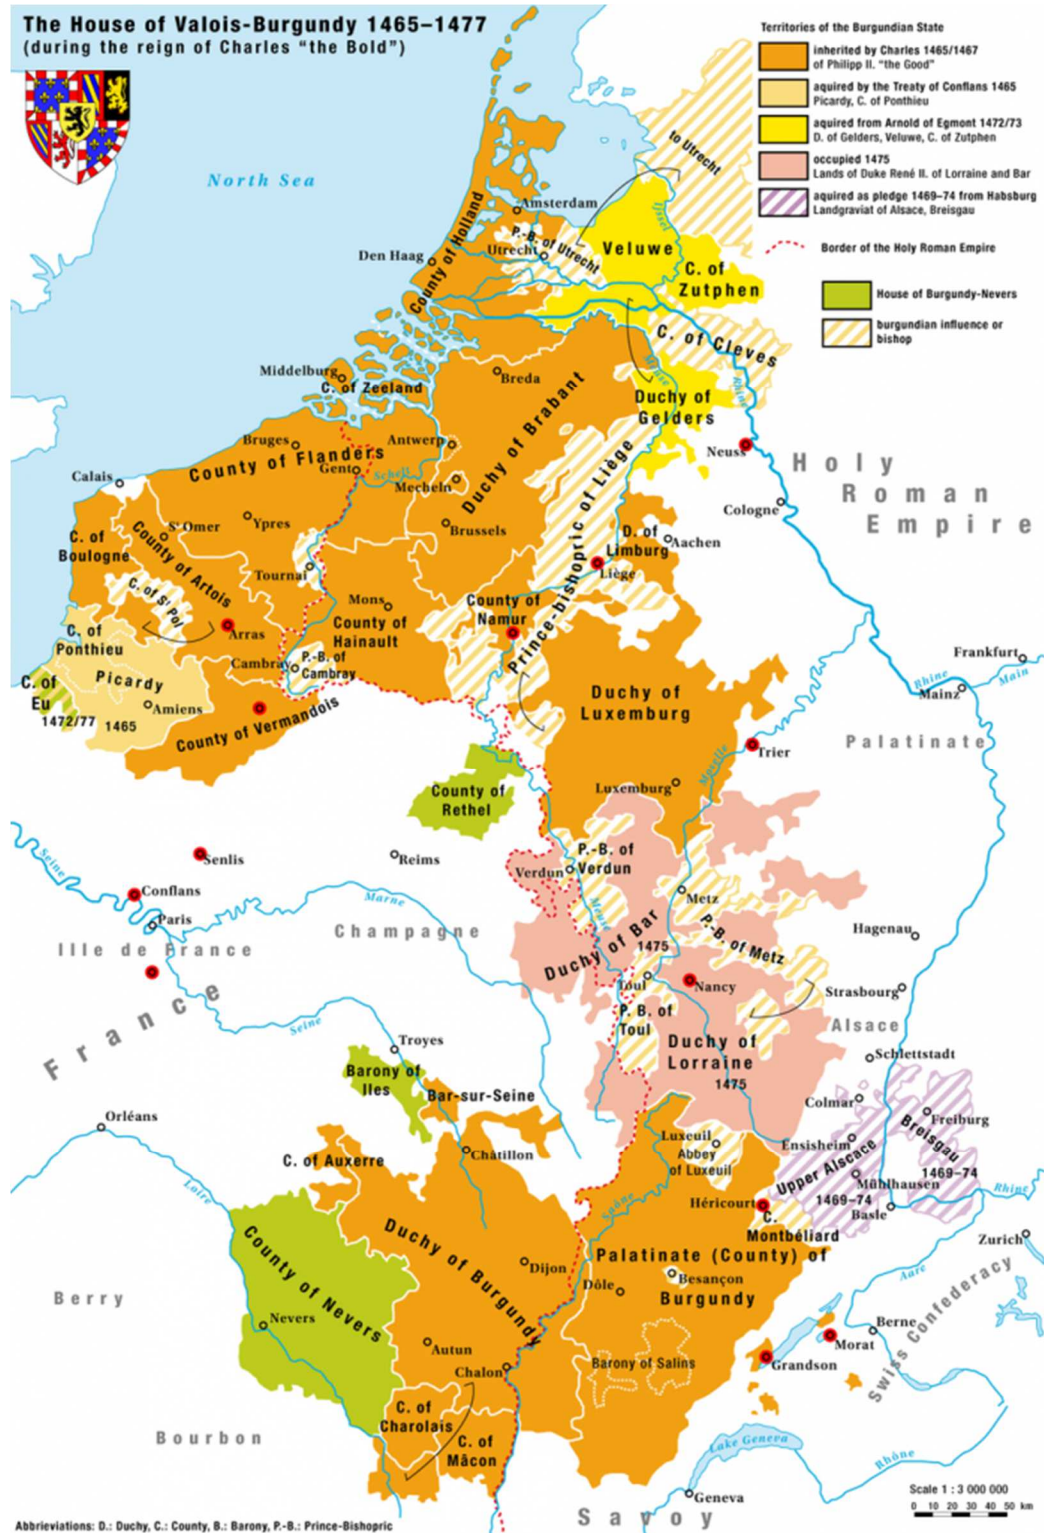 The House of Valois-Burgundy 1465–1477
(during the reign of Charles “the Bold”)
Territories of the Burgundian State
inherited by Charles 1465/1467
of Philipp II. “the Good”
aquired by the Treaty of Conflans 1465
Picardy, C. of Ponthieu
aquired from Arnold of Egmont 1472/73
D. of Gelders, Veluwe, C. of Zutphen
occupied 1475
Lands of Duke René II. of Lorraine and Bar
aquired as pledge 1469–74 from Habsburg
Landgraviat of Alsace, Breisgau
Border of the Holy Roman Empire
House of Burgundy-Nevers
burgundian influence or
bishop
to Utrecht
North Sea
Amsterdam
Ijssel
County of Holland
P.-B. of Utrecht
Utrecht
Veluwe
Den Haag
C. of
Zutphen
C. of Cleves
Meuse
Rhine
Middelburg
C. of Zeeland
Breda
Duchy of
Gelders
Duchy of Brabant
Bruges
Antwerp
Neuss
County of Flanders
Gent
Schell
Calais
Mecheln
Holy
Roman
Empire
Prince-bishopric of Liège
Cologne
St Omer
Ypres
Brussels
C. of
Boulogne
County of Artois
D. of
Limburg
Aachen
Tournai
Liège
C. of St Pol
Mons
County of
Namur
County of
Hainault
Arras
C. of
Ponthieu
Cambray
P.-B. of
Cambray
Frankfurt
Main
Rhine
Mainz
Picardy
C. of
Eu
1472/77
1465
Amiens
Duchy of
Luxemburg
County of Vermandois
Trier
Palatinate
Moselle
County of
Rethel
Luxemburg
Senlis
Reims
P.-B. of
Verdun
Verdun
Seine
Conflans
Paris
Marne
Metz
Meuse
Ille de France
Champagne
Duchy of Bar
1475
P.-B. of Metz
Hagenau
Toul
Nancy
Strasbourg
France
P. B. of
Toul
Alsace
Seine
Duchy of
Lorraine
1475
Troyes
Schlettstadt
Barony of
Iles
Bar-sur-Seine
Colmar
Breisgau
1469–74
Freiburg
Orléans
Luxeuil
Abbey
of Luxeuil
Ensisheim
Châtillon
C. of Auxerre
Upper Alscace
1469–74
Mühlhausen
Rhine
Loire
Saône
Héricourt
Basle
C.
Montbéliard
Duchy of Burgundy
County of Nevers
Zurich
Palatinate (County) of
Burgundy
Dijon
Dôle
Besançon
Aare
Berry
Nevers
Berne
Autun
Morat
Swiss Confederacy
Chalon
Barony of Salins
Grandson
C. of
Charolais
Bourbon
C. of
Mâcon
Lake Geneva
Rhône
Geneva
Savoy
Scale 1 : 3 000 000
0 10 20 30 40 50 km
Abbrieviations: D.: Duchy, C.: County, B.: Barony, P.-B.: Prince-Bishopric